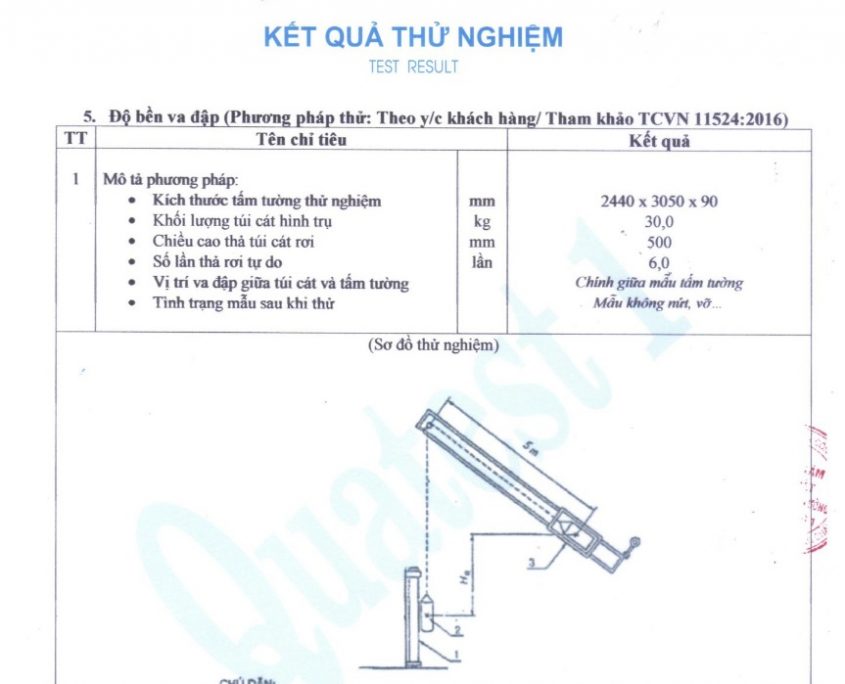 KẾT QUẢ THỬ NGHIỆM
TEST RESULT
5. Độ bền va đập (Phương pháp thử: Theo y/c khách hàng/ Tham khảo TCVN 11524:2016)
TT Tên chỉ tiêu Kết quả
1 Mô tả phương pháp:
• Kích thước tấm tường thử nghiệm mm 2440 x 3050 x 90
• Khối lượng túi cát hình trụ kg 30,0
• Chiều cao thả túi cát rơi mm 500
• Số lần thả rơi tự do lần 6,0
• Vị trí va đập giữa túi cát và tấm tường Chính giữa mẫu tấm tường
• Tình trạng mẫu sau khi thử Mẫu không nứt, vỡ...
(Sơ đồ thử nghiệm)
5m
3
2
1
Quatest 1
CHÚ DẪN: